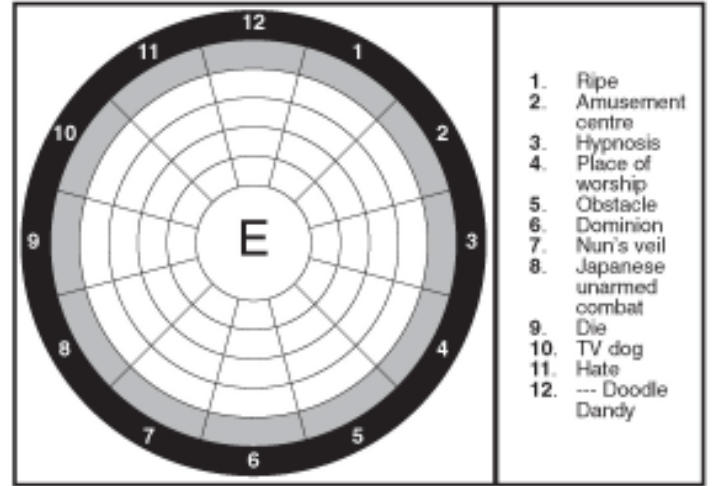 12
11
1
10
2
9
E
3
8
4
7
5
6
1. Ripe
2. Amusement
centre
3. Hypnosis
4. Place of
worship
5. Obstacle
6. Dominion
7. Nun's veil
8. Japanese
unarmed
combat
9. Die
10. TV dog
11. Hate
12. --- Doodle
Dandy